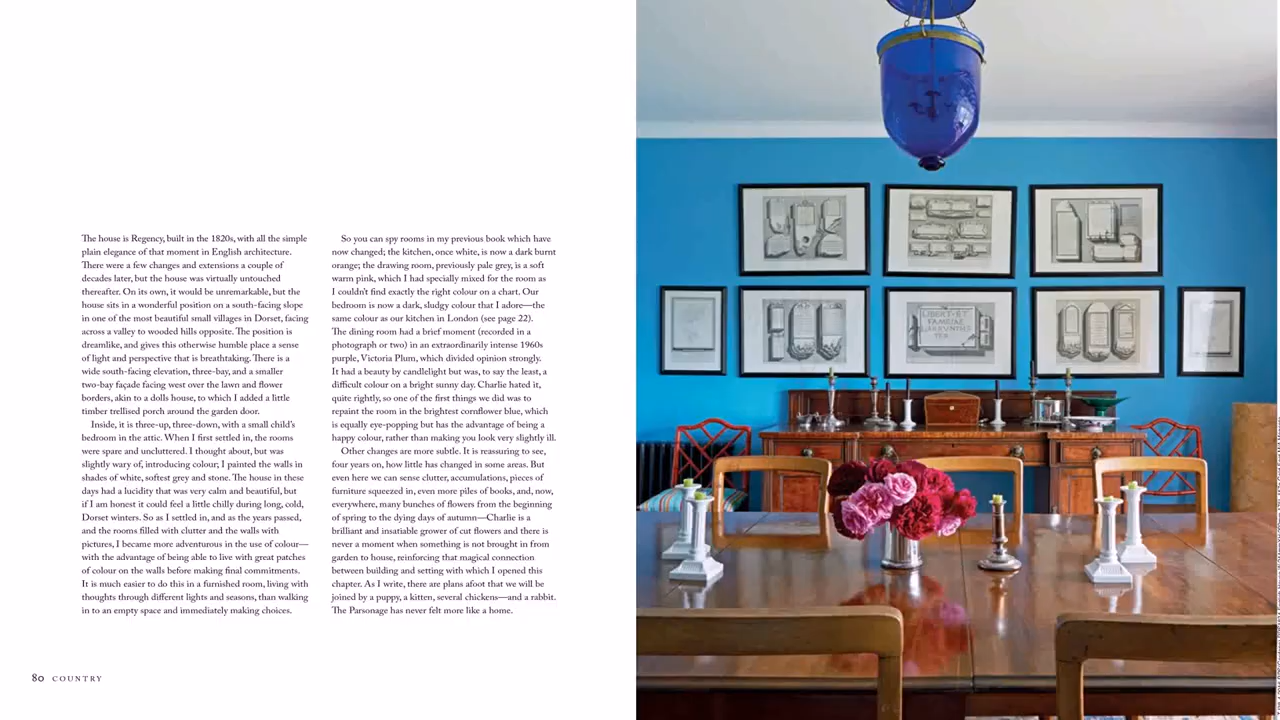 The house is Regency, built in the 1820s, with all the simple
plain elegance of that moment in English architecture.
There were a few changes and extensions a couple of
decades later, but the house was virtually untouched
thereafter. On its own, it would be unremarkable, but the
house sits in a wonderful position on a south-facing slope
in one of the most beautiful small villages in Dorset, facing
across a valley to wooded hills opposite. The position is
dreamlike, and gives this otherwise humble place a sense
of light and perspective that is breathtaking. There is a
wide south-facing elevation, three-bay, and a smaller
two-bay façade facing west over the lawn and flower
borders, akin to a dolls house, to which I added a little
timber trellised porch around the garden door.
Inside, it is three-up, three-down, with a small child's
bedroom in the attic. When I first settled in, the rooms
were spare and uncluttered. I thought about, but was
slightly wary of, introducing colour; I painted the walls in
shades of white, softest grey and stone. The house in these
days had a lucidity that was very calm and beautiful, but
if I am honest it could feel a little chilly during long, cold,
Dorset winters. So as I settled in, and as the years passed,
and the rooms filled with clutter and the walls with
pictures, I became more adventurous in the use of colour—
with the advantage of being able to live with great patches
of colour on the walls before making final commitments.
It is much easier to do this in a furnished room, living with
thoughts through different lights and seasons, than walking
in to an empty space and immediately making choices.
So you can spy rooms in my previous book which have
now changed; the kitchen, once white, is now a dark burnt
orange; the drawing room, previously pale grey, is a soft
warm pink, which I had specially mixed for the room as
I couldn't find exactly the right colour on a chart. Our
bedroom is now a dark, sludgy colour that I adore—the
same colour as our kitchen in London (see page 22).
The dining room had a brief moment (recorded in a
photograph or two) in an extraordinarily intense 1960s
purple, Victoria Plum, which divided opinion strongly.
It had a beauty by candlelight but was, to say the least, a
difficult colour on a bright sunny day. Charlie hated it,
quite rightly, so one of the first things we did was to
repaint the room in the brightest cornflower blue, which
is equally eye-popping but has the advantage of being a
happy colour, rather than making you look very slightly ill.
Other changes are more subtle. It is reassuring to see,
four years on, how little has changed in some areas. But
even here we can sense clutter, accumulations, pieces of
furniture squeezed in, even more piles of books, and, now,
everywhere, many bunches of flowers from the beginning
of spring to the dying days of autumn—Charlie is a
brilliant and insatiable grower of cut flowers and there is
never a moment when something is not brought in from
garden to house, reinforcing that magical connection
between building and setting with which I opened this
chapter. As I write, there are plans afoot that we will be
joined by a puppy, a kitten, several chickens—and a rabbit.
The Parsonage has never felt more like a home.
80 COUNTRY